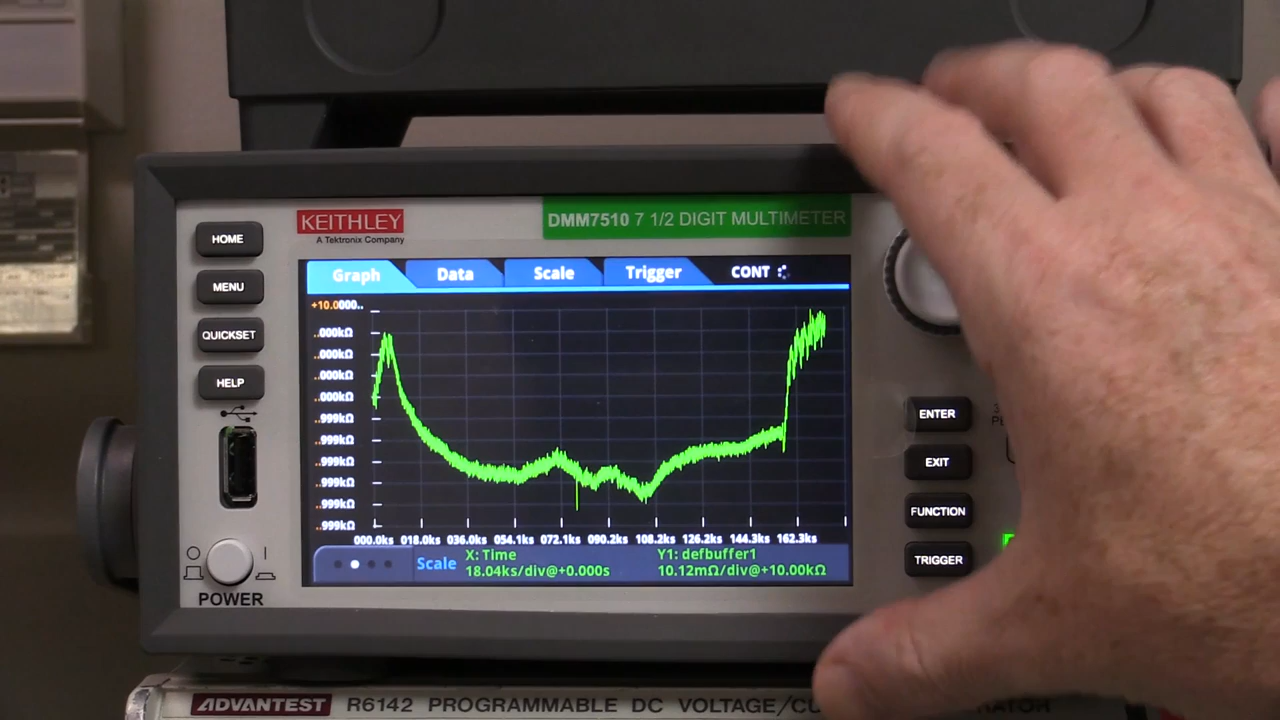 KEITHLEY
A Tektronix Company
DMM7510 7 1/2 DIGIT MULTIMETER
HOME
MENU
QUICKSET
HELP
POWER
Graph Data Scale Trigger CONT
+10.0000..
..000kΩ
..000kΩ
..000kΩ
..000kΩ
..999kΩ
..999kΩ
..999kΩ
..999kΩ
..999kΩ
..999kΩ
000.0ks 018.0ks 036.0ks 054.1ks 072.1ks 090.2ks 108.2ks 126.2ks 144.3ks 162.3ks
Scale
X: Time
18.04ks/div@+0.000s
Y1: defbuffer1
10.12mΩ/div@+10.00kΩ
ENTER
EXIT
FUNCTION
TRIGGER
ADVANTEST R6142 PROGRAMMABLE DC VOLTAGE/